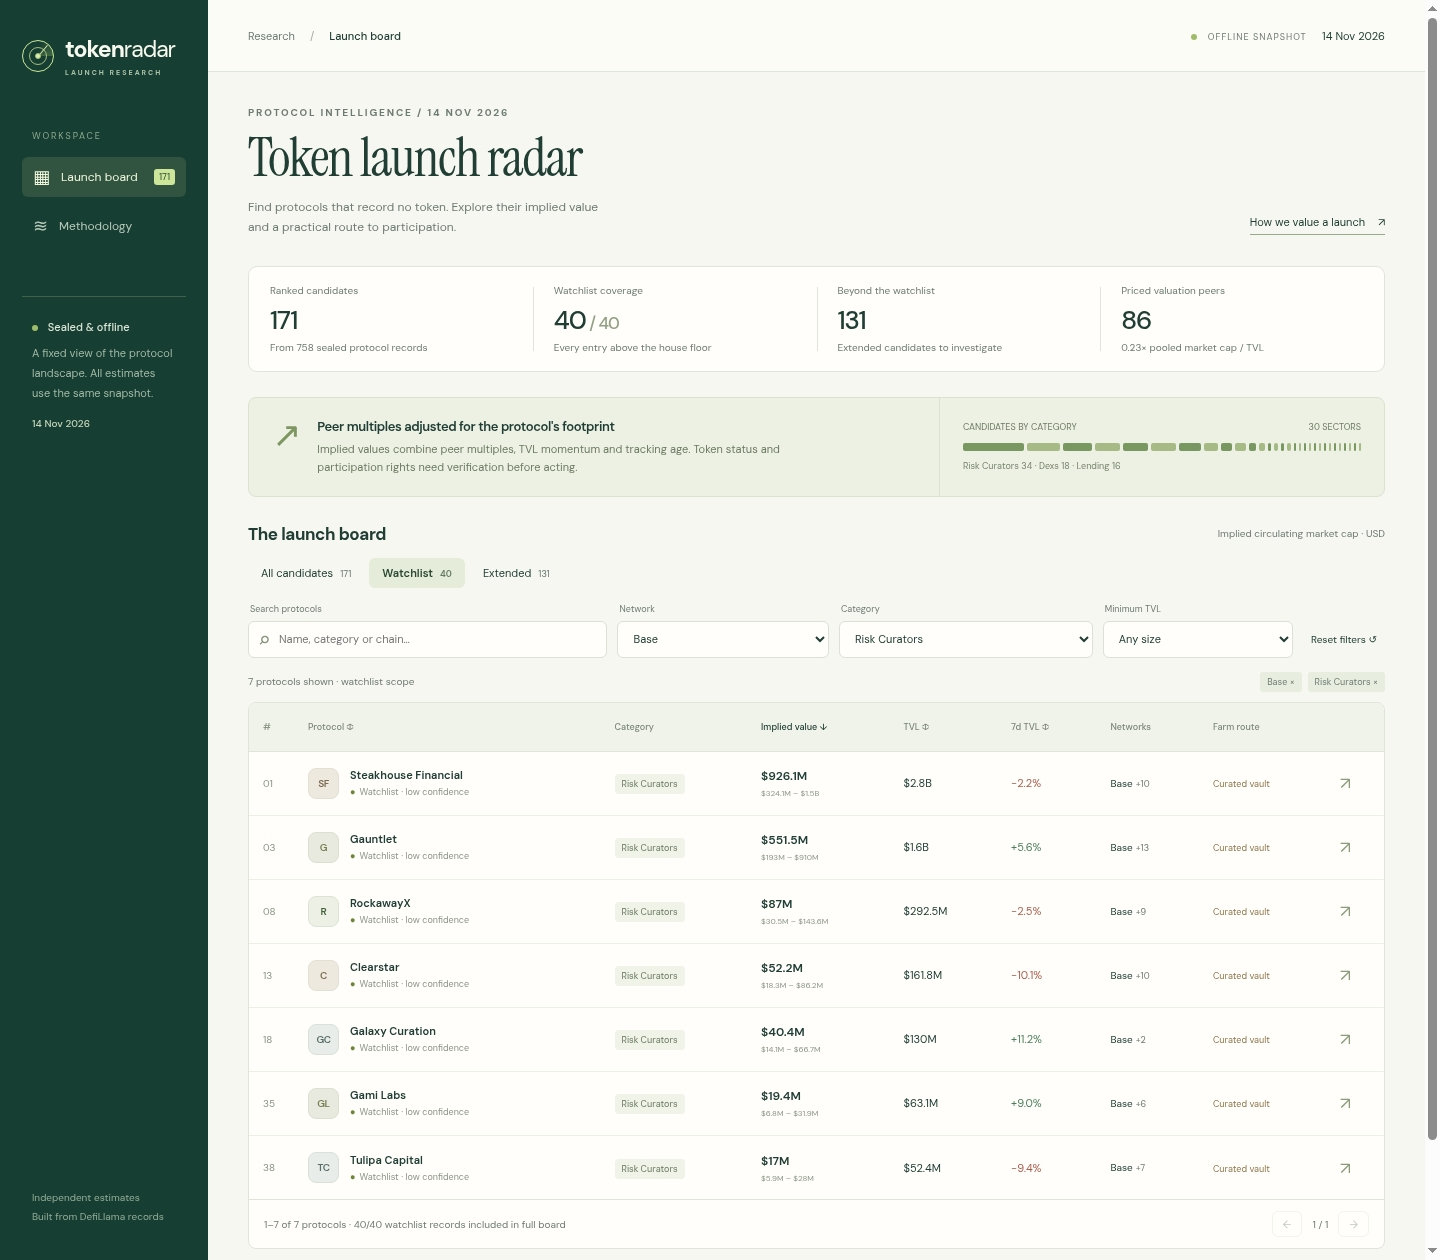 tokenradar
LAUNCH RESEARCH
WORKSPACE
Launch board 171
Methodology
Sealed & offline
A fixed view of the protocol
landscape. All estimates
use the same snapshot.
14 Nov 2026
Independent estimates
Built from DefiLlama records
Research / Launch board
OFFLINE SNAPSHOT 14 Nov 2026
PROTOCOL INTELLIGENCE / 14 NOV 2026
Token launch radar
Find protocols that record no token. Explore their implied value
and a practical route to participation.
How we value a launch ↗
Ranked candidates
171
From 758 sealed protocol records
Watchlist coverage
40 / 40
Every entry above the house floor
Beyond the watchlist
131
Extended candidates to investigate
Priced valuation peers
86
0.23× pooled market cap / TVL
Peer multiples adjusted for the protocol's footprint
Implied values combine peer multiples, TVL momentum and tracking age. Token status and
participation rights need verification before acting.
CANDIDATES BY CATEGORY 30 SECTORS
Risk Curators 34 · Dexs 18 · Lending 16
The launch board
Implied circulating market cap · USD
All candidates 171 Watchlist 40 Extended 131
Search protocols Network Category Minimum TVL
Name, category or chain... Base Risk Curators Any size Reset filters ↺
7 protocols shown · watchlist scope Base × Risk Curators ×
# Protocol Category Implied value ↓ TVL 7d TVL Networks Farm route
01 SF Steakhouse Financial Risk Curators $926.1M $2.8B -2.2% Base +10 Curated vault
Watchlist · low confidence $324.1M – $1.5B
03 G Gauntlet Risk Curators $551.5M $1.6B +5.6% Base +13 Curated vault
Watchlist · low confidence $193M – $910M
08 R RockawayX Risk Curators $87M $292.5M -2.5% Base +9 Curated vault
Watchlist · low confidence $30.5M – $143.6M
13 C Clearstar Risk Curators $52.2M $161.8M -10.1% Base +10 Curated vault
Watchlist · low confidence $18.3M – $86.2M
18 GC Galaxy Curation Risk Curators $40.4M $130M +11.2% Base +2 Curated vault
Watchlist · low confidence $14.1M – $66.7M
35 GL Gami Labs Risk Curators $19.4M $63.1M +9.0% Base +6 Curated vault
Watchlist · low confidence $6.8M – $31.9M
38 TC Tulipa Capital Risk Curators $17M $52.4M -9.4% Base +7 Curated vault
Watchlist · low confidence $5.9M – $28M
1–7 of 7 protocols · 40/40 watchlist records included in full board ← 1 / 1 →